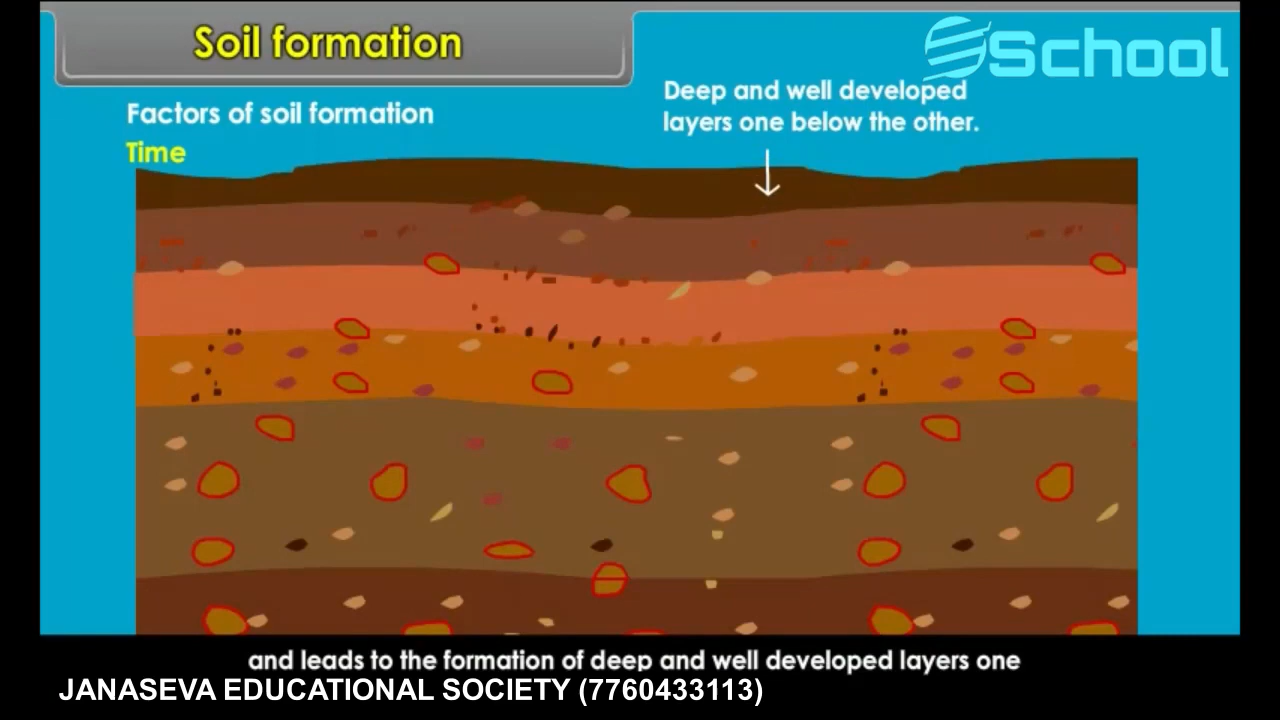 Soil formation
School
Factors of soil formation
Time
Deep and well developed
layers one below the other.
and leads to the formation of deep and well developed layers one
JANASEVA EDUCATIONAL SOCIETY (7760433113)